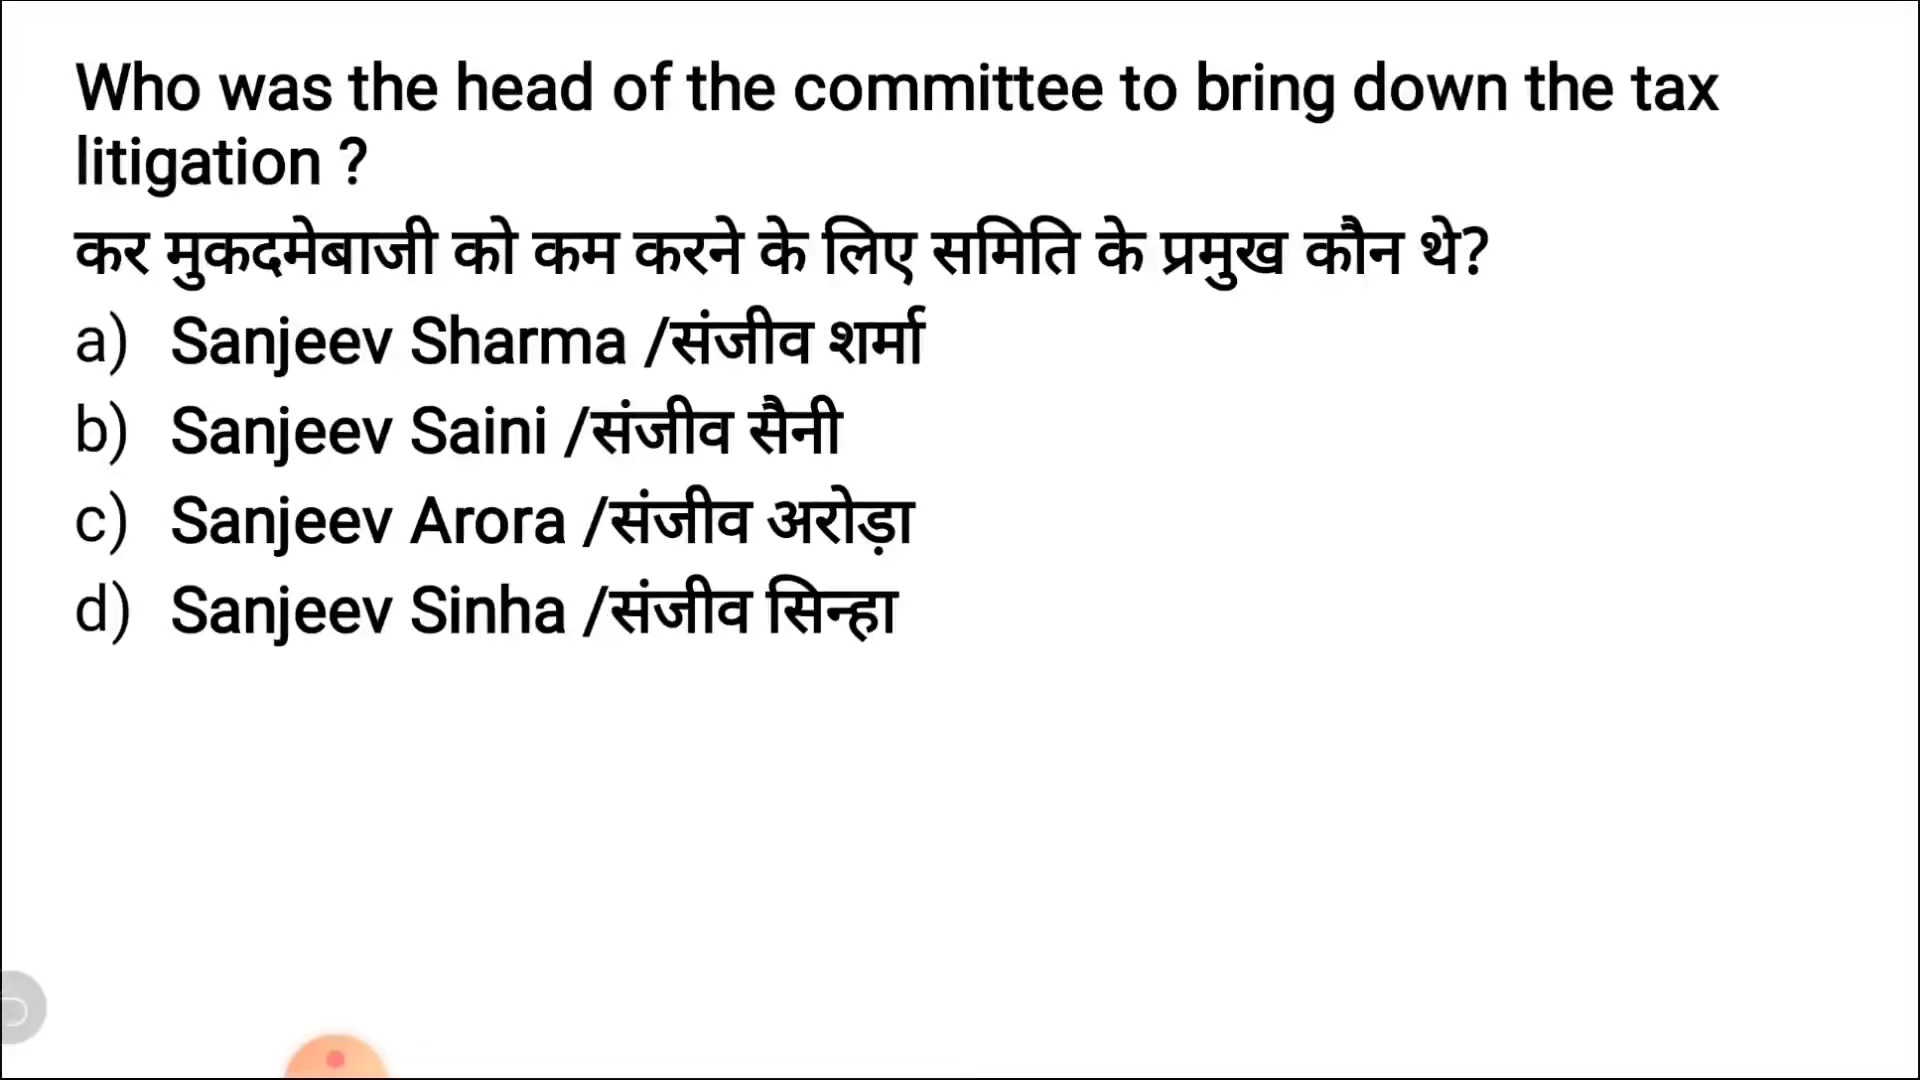 Who was the head of the committee to bring down the tax
litigation ?
कर मुकदमेबाजी को कम करने के लिए समिति के प्रमुख कौन थे?
a) Sanjeev Sharma /संजीव शर्मा
b) Sanjeev Saini /संजीव सैनी
c) Sanjeev Arora /संजीव अरोड़ा
d) Sanjeev Sinha /संजीव सिन्हा